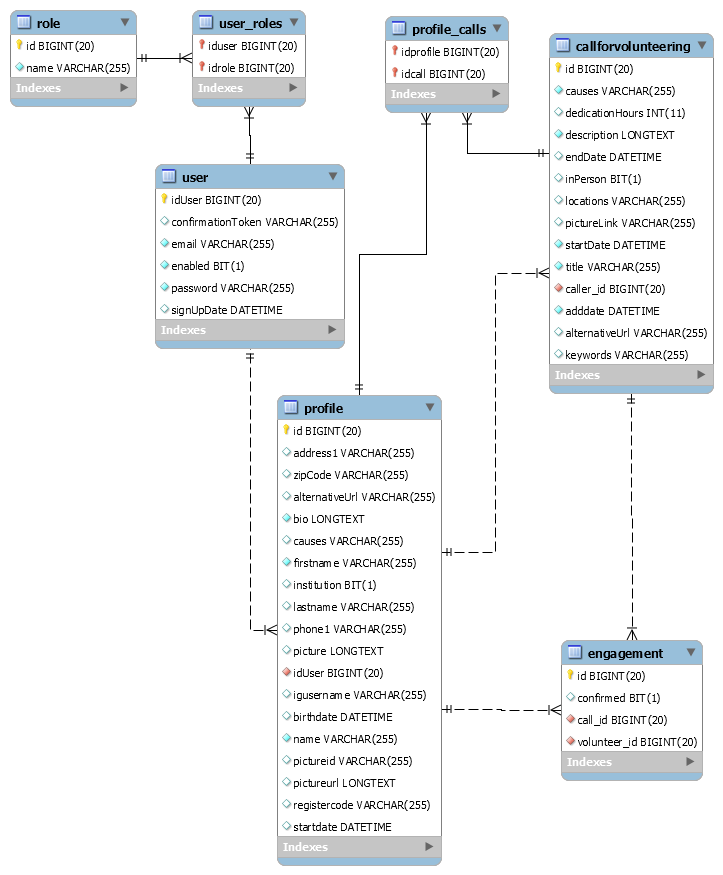 role
id BIGINT(20)
name VARCHAR(255)
Indexes
user_roles
iduser BIGINT(20)
idrole BIGINT(20)
Indexes
profile_calls
idprofile BIGINT(20)
idcall BIGINT(20)
Indexes
callforvolunteering
id BIGINT(20)
causes VARCHAR(255)
dedicationHours INT(11)
description LONGTEXT
endDate DATETIME
inPerson BIT(1)
locations VARCHAR(255)
pictureLink VARCHAR(255)
startDate DATETIME
title VARCHAR(255)
caller_id BIGINT(20)
adddate DATETIME
alternativeUrl VARCHAR(255)
keywords VARCHAR(255)
Indexes
user
idUser BIGINT(20)
confirmationToken VARCHAR(255)
email VARCHAR(255)
enabled BIT(1)
password VARCHAR(255)
signUpDate DATETIME
Indexes
profile
id BIGINT(20)
address1 VARCHAR(255)
zipCode VARCHAR(255)
alternativeUrl VARCHAR(255)
bio LONGTEXT
causes VARCHAR(255)
firstname VARCHAR(255)
institution BIT(1)
lastname VARCHAR(255)
phone1 VARCHAR(255)
picture LONGTEXT
idUser BIGINT(20)
igusername VARCHAR(255)
birthdate DATETIME
name VARCHAR(255)
pictureid VARCHAR(255)
pictureurl LONGTEXT
registercode VARCHAR(255)
startdate DATETIME
Indexes
engagement
id BIGINT(20)
confirmed BIT(1)
call_id BIGINT(20)
volunteer_id BIGINT(20)
Indexes